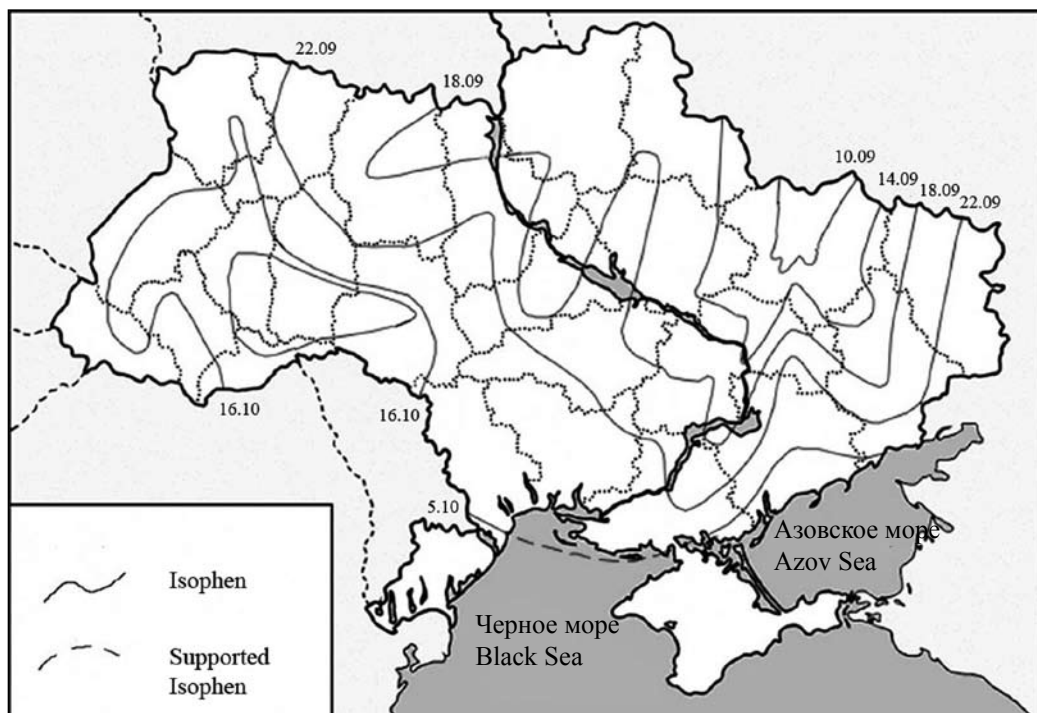 22.09
18.09
10.09
14.09
18.09
22.09
16.10
16.10
5.10
Азовское море
Azov Sea
Isophen
Черное море
Black Sea
Supported
Isophen